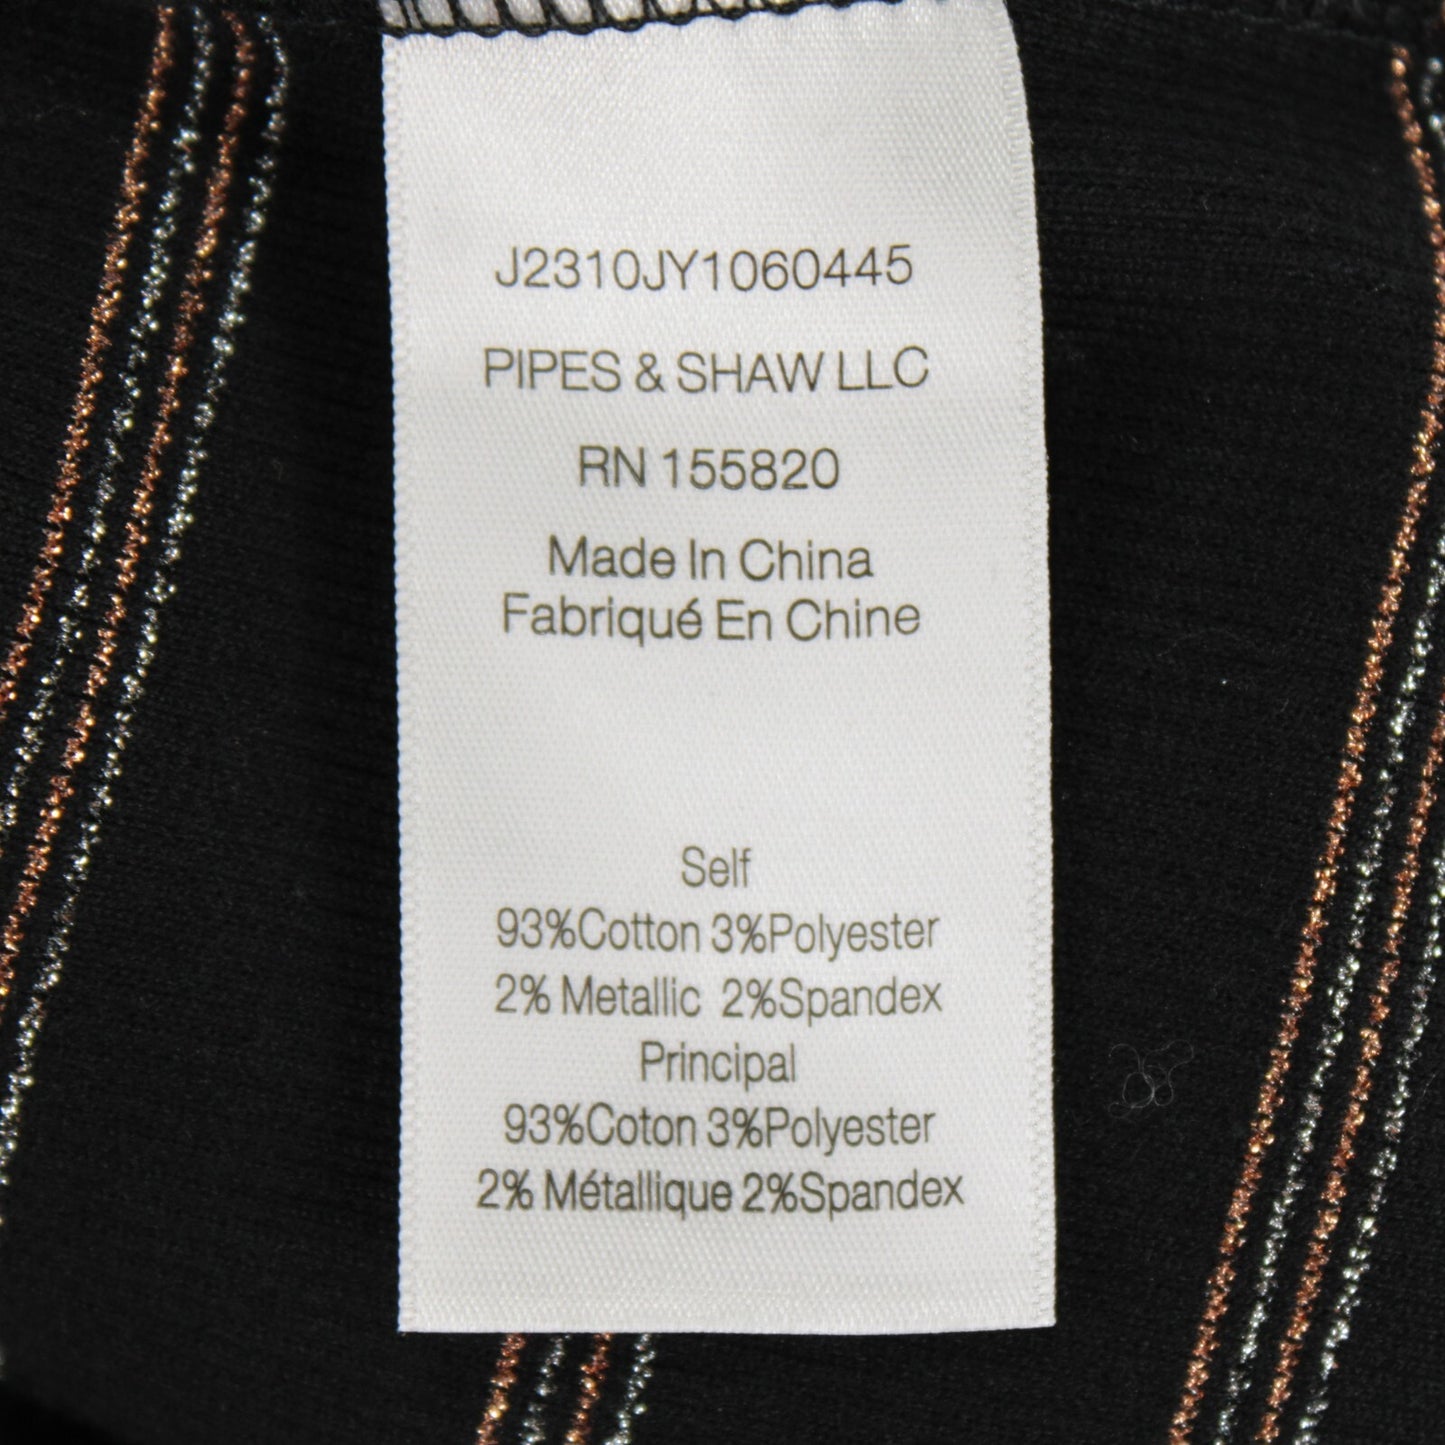 J2310JY1060445
PIPES & SHAW LLC
RN 155820
Made In China
Fabriqué En Chine
Self
93%Cotton 3%Polyester
2% Metallic 2%Spandex
Principal
93%Coton 3%Polyester
2% Métallique 2%Spandex